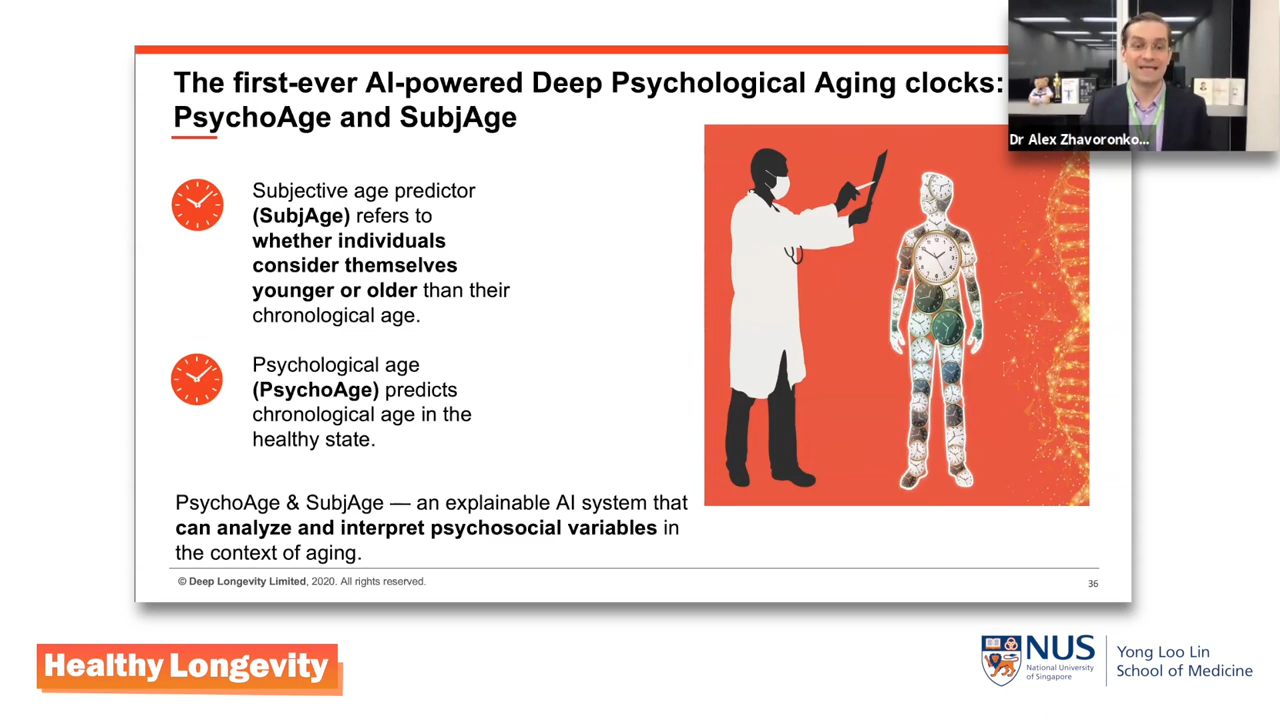 The first-ever AI-powered Deep Psychological Aging clocks:
PsychoAge and SubjAge
Dr Alex Zhavoronko...
Subjective age predictor
(SubjAge) refers to
whether individuals
consider themselves
younger or older than their
chronological age.
Psychological age
(PsychoAge) predicts
chronological age in the
healthy state.
PsychoAge & SubjAge — an explainable AI system that
can analyze and interpret psychosocial variables in
the context of aging.
© Deep Longevity Limited, 2020. All rights reserved.
36
Healthy Longevity
NUS
National University
of Singapore
Yong Loo Lin
School of Medicine